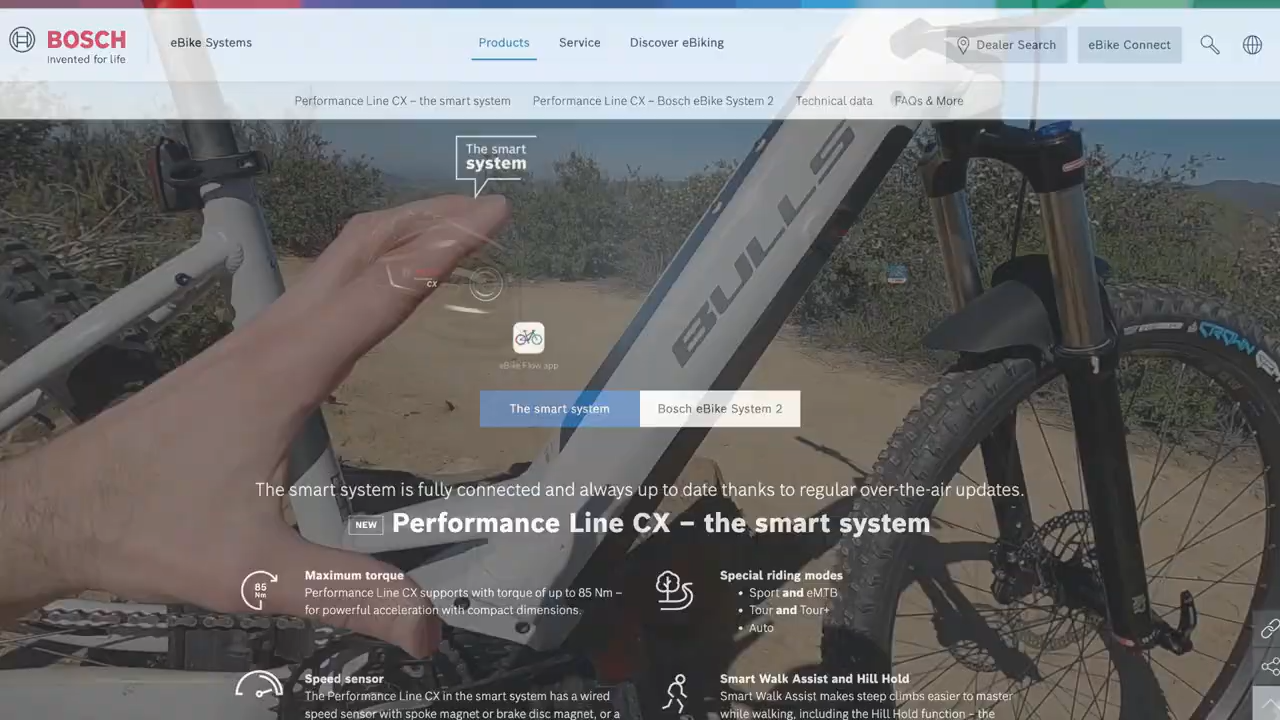 BOSCH
Invented for life
eBike Systems
Products
Service
Discover eBiking
Dealer Search
eBike Connect
Performance Line CX – the smart system
Performance Line CX – Bosch eBike System 2
Technical data
FAQs & More
The smart
system
BULLS
CX
CROWN
eBike Flow app
The smart system
Bosch eBike System 2
The smart system is fully connected and always up to date thanks to regular over-the-air updates.
NEW
Performance Line CX – the smart system
85
Nm
Maximum torque
Performance Line CX supports with torque of up to 85 Nm –
for powerful acceleration with compact dimensions.
Special riding modes
• Sport and eMTB
• Tour and Tour+
• Auto
Speed sensor
The Performance Line CX in the smart system has a wired
speed sensor with spoke magnet or brake disc magnet, or a
Smart Walk Assist and Hill Hold
Smart Walk Assist makes steep climbs easier to master
while walking, including the Hill Hold function – the